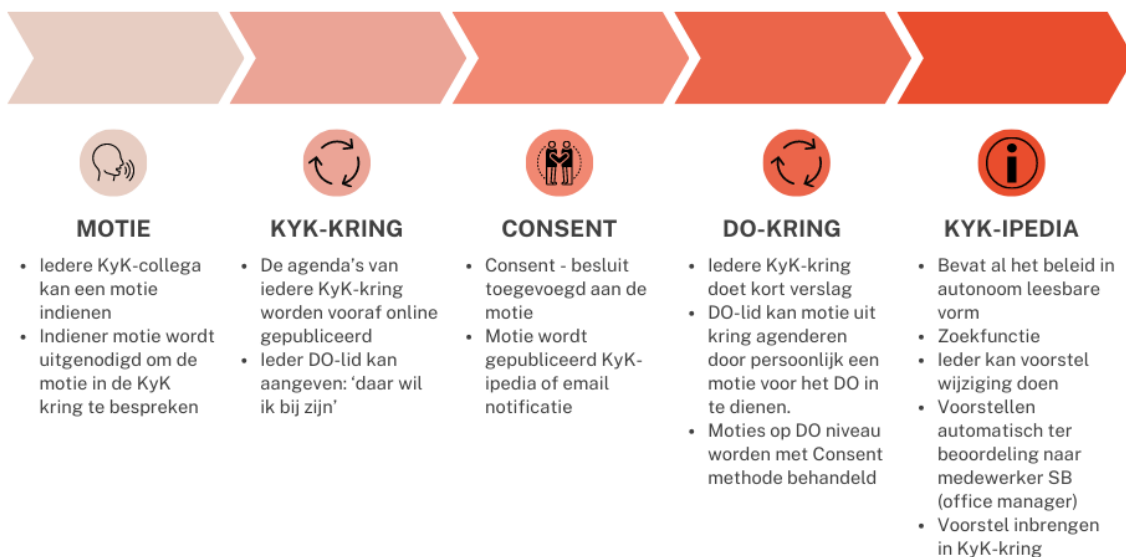 MOTIE
• Iedere KyK-collega
kan een motie
indienen
• Indiener motie wordt
uitgenodigd om de
motie in de KyK
kring te bespreken
KYK-KRING
• De agenda's van
iedere KyK-kring
worden vooraf online
gepubliceerd
• Ieder DO-lid kan
aangeven: 'daar wil
ik bij zijn'
CONSENT
• Consent - besluit
toegevoegd aan de
motie
• Motie wordt
gepubliceerd KyK-
ipedia of email
notificatie
DO-KRING
• Iedere KyK-kring
doet kort verslag
• DO-lid kan motie uit
kring agenderen
door persoonlijk een
motie voor het DO in
te dienen.
• Moties op DO niveau
worden met Consent
methode behandeld
KYK-IPEDIA
• Bevat al het beleid in
autonoom leesbare
vorm
• Zoekfunctie
• Ieder kan voorstel
wijziging doen
• Voorstellen
automatisch ter
beoordeling naar
medewerker SB
(office manager)
• Voorstel inbrengen
in KyK-kring